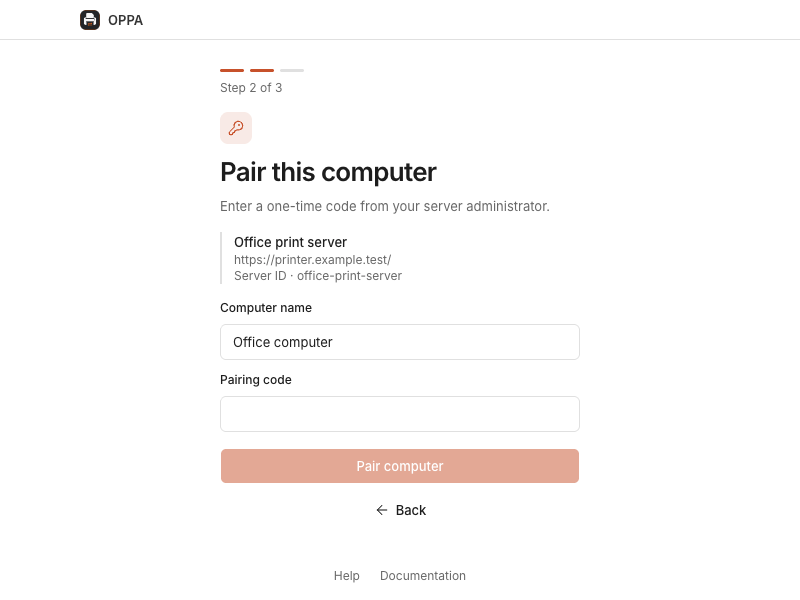 OPPA
Step 2 of 3
Pair this computer
Enter a one-time code from your server administrator.
Office print server
https://printer.example.test/
Server ID · office-print-server
Computer name
Office computer
Pairing code
Pair computer
← Back
Help Documentation